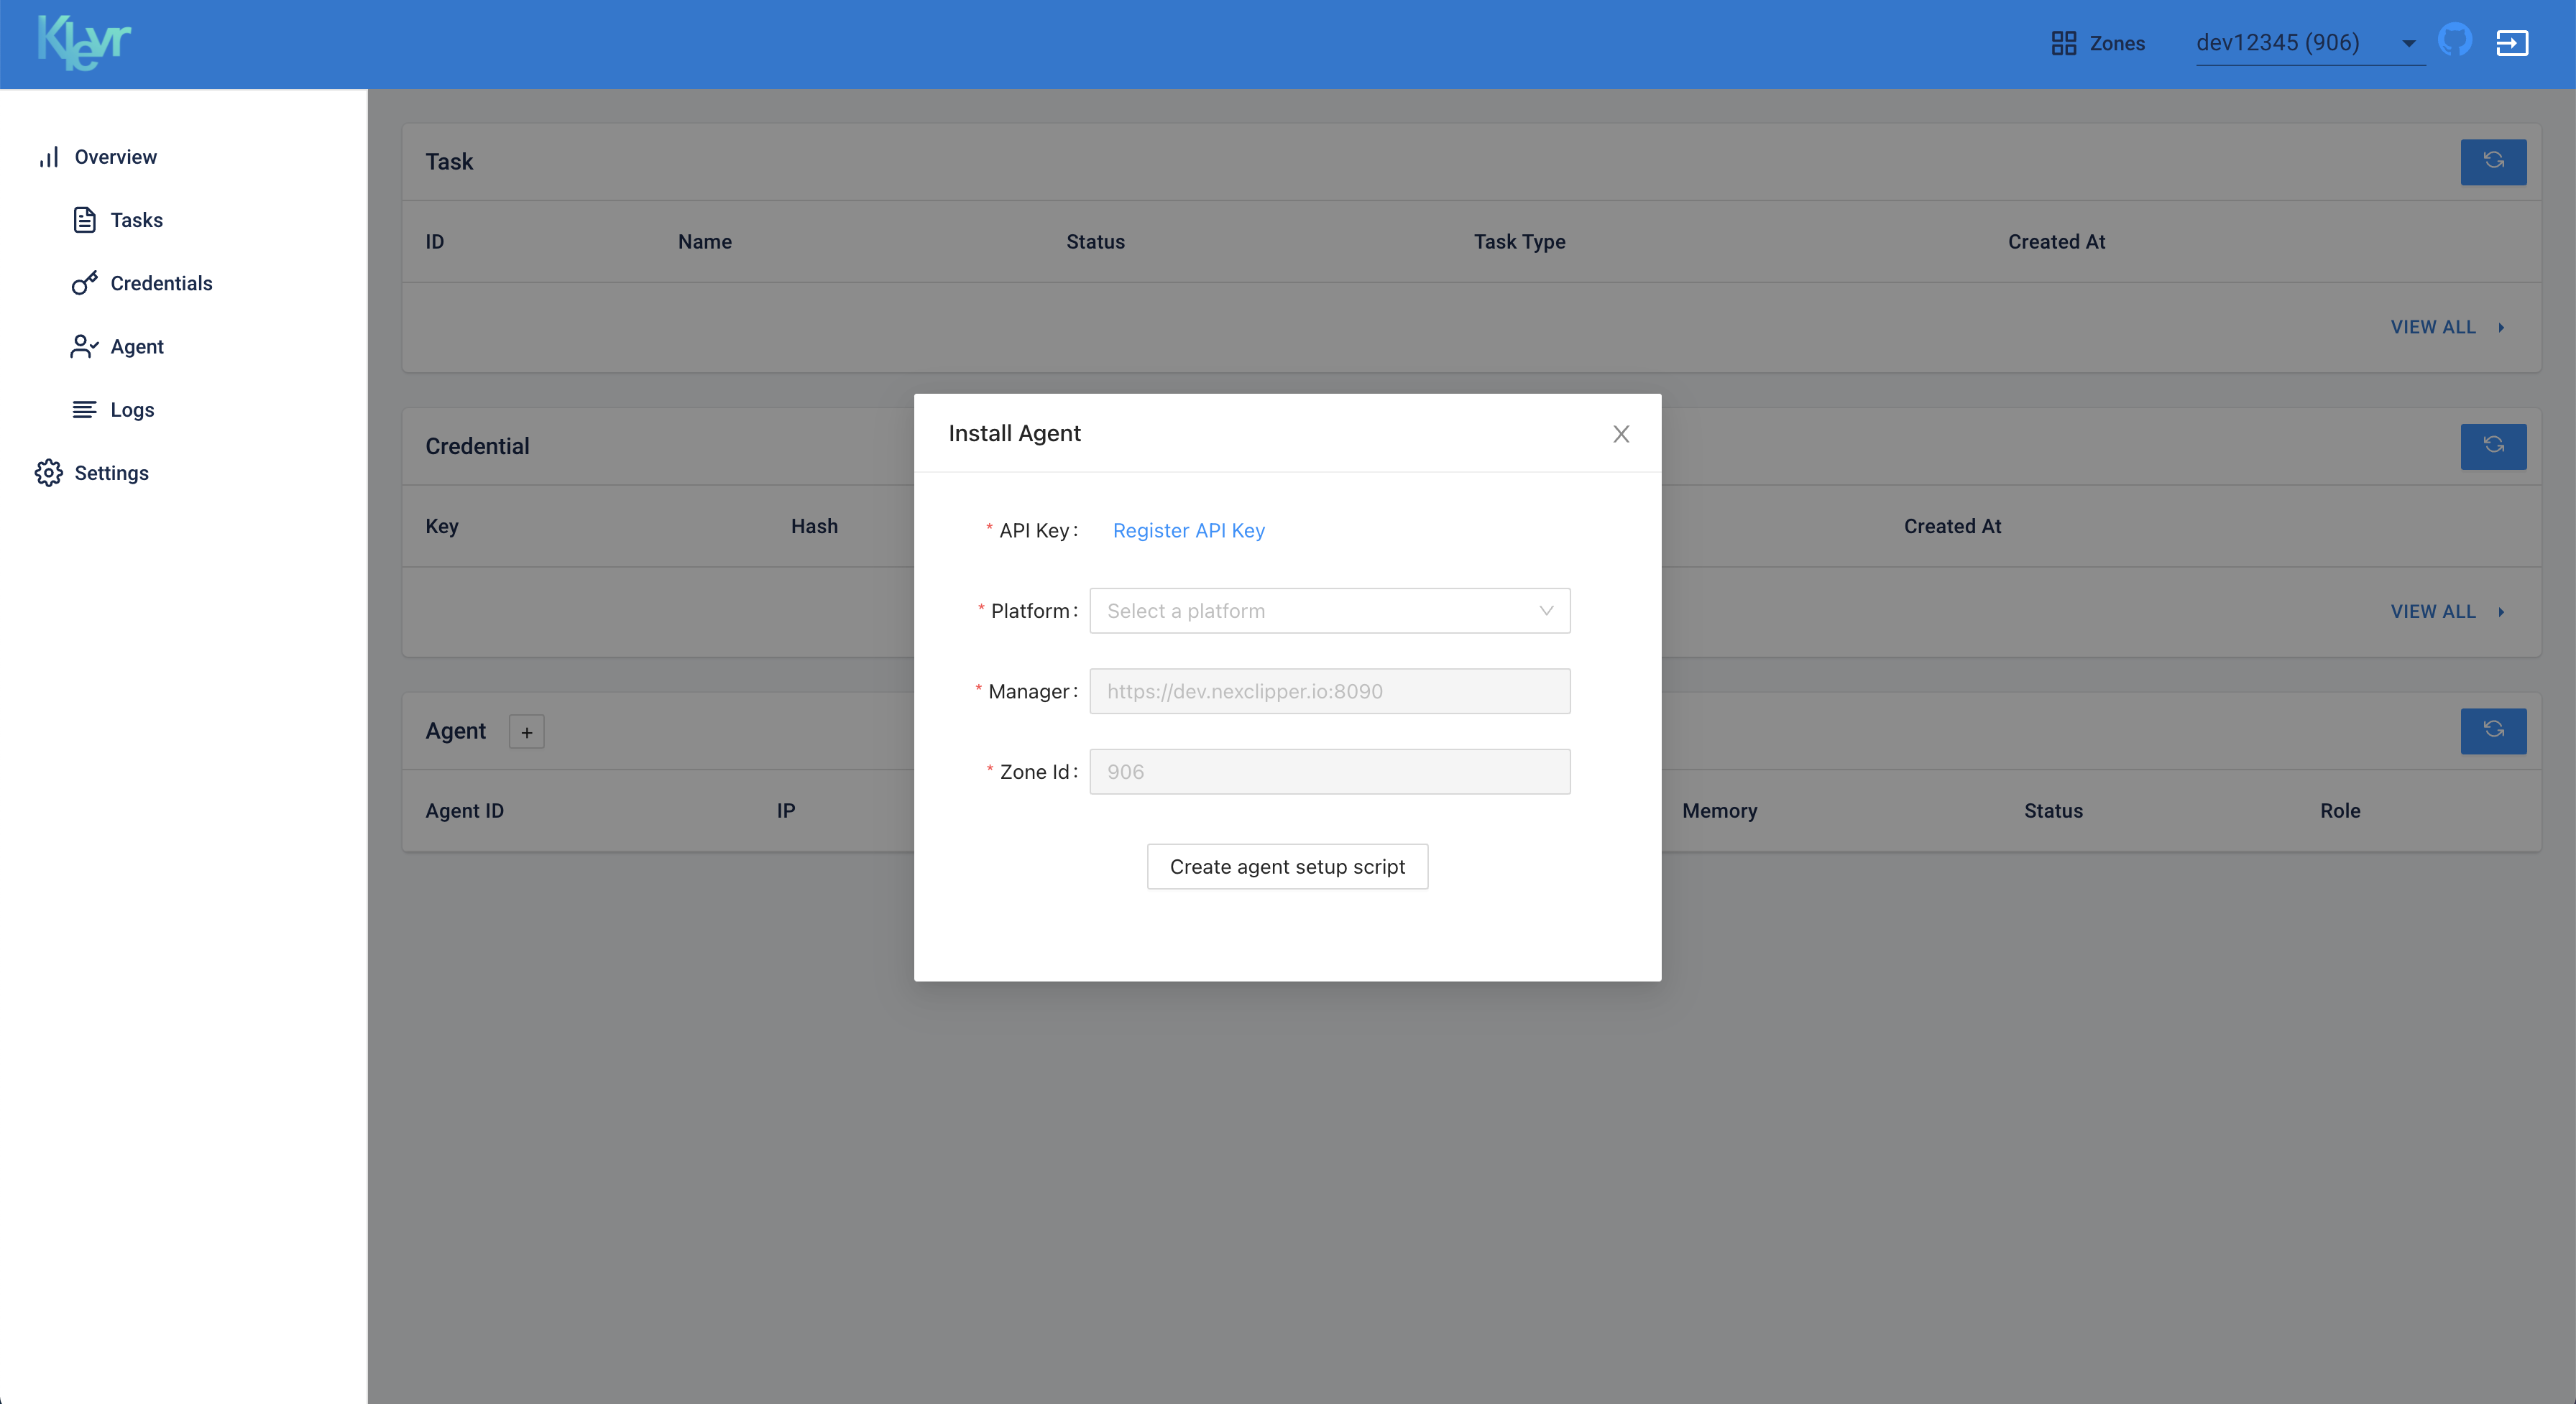 Klevr
Zones
dev12345 (906)
Overview
Tasks
Credentials
Agent
Logs
Settings
Task
ID Name Status Task Type Created At
VIEW ALL
Credential
Key Hash Created At
VIEW ALL
Agent +
Agent ID IP Memory Status Role
Install Agent
* API Key: Register API Key
* Platform: Select a platform
* Manager: https://dev.nexclipper.io:8090
* Zone Id: 906
Create agent setup script